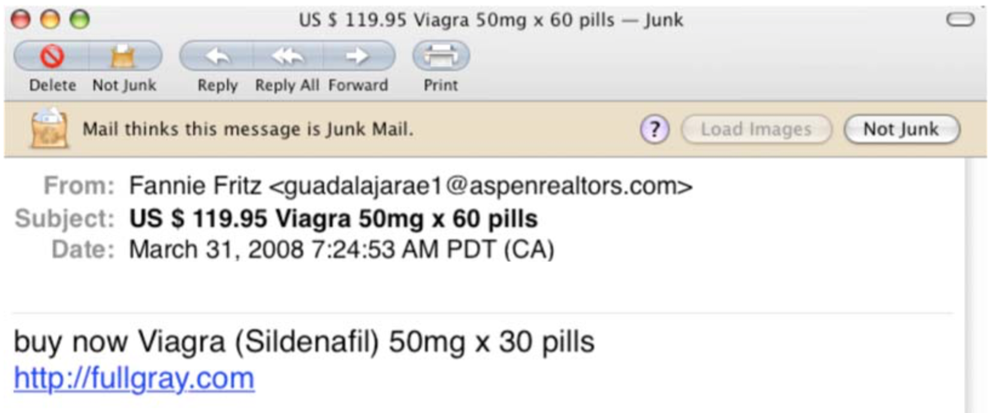 US $ 119.95 Viagra 50mg x 60 pills — Junk
Delete Not Junk Reply Reply All Forward Print
Mail thinks this message is Junk Mail. ? Load Images Not Junk
From: Fannie Fritz <guadalajarae1@aspenrealtors.com>
Subject: US $ 119.95 Viagra 50mg x 60 pills
Date: March 31, 2008 7:24:53 AM PDT (CA)
buy now Viagra (Sildenafil) 50mg x 30 pills
http://fullgray.com